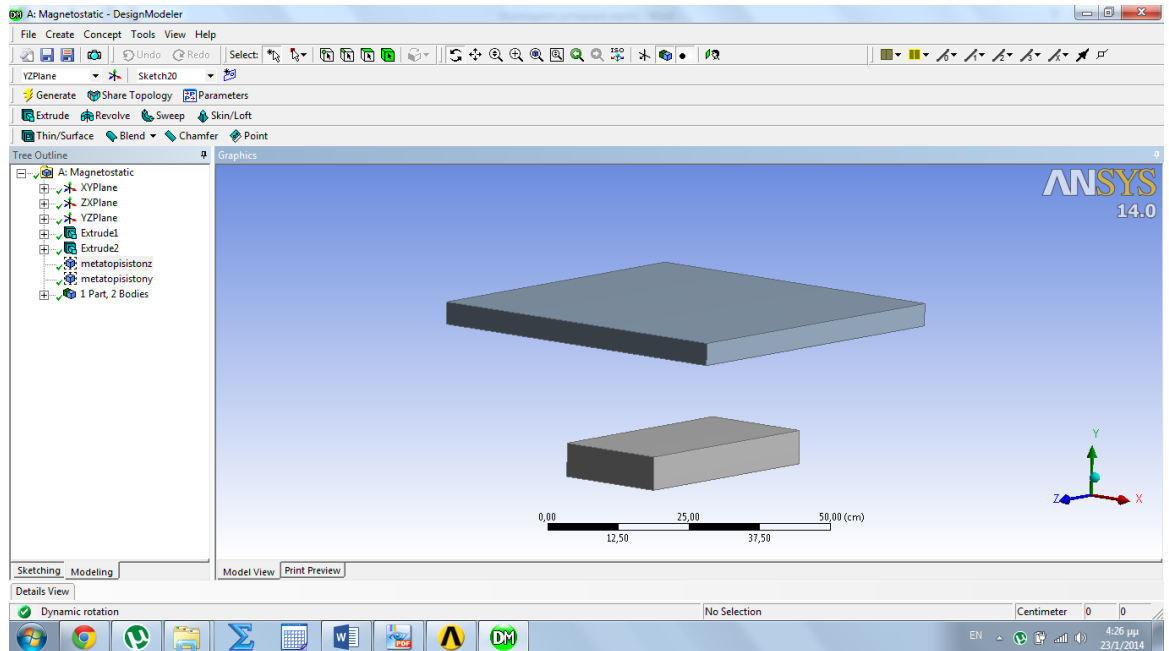 A: Magnetostatic - DesignModeler
File Create Concept Tools View Help
Undo Redo Select: ISO
YZPlane Sketch20
Generate Share Topology Parameters
Extrude Revolve Sweep Skin/Loft
Thin/Surface Blend Chamfer Point
Tree Outline
A: Magnetostatic
XYPlane
ZXPlane
YZPlane
Extrude1
Extrude2
metatopisistonz
metatopisistony
1 Part, 2 Bodies
Sketching Modeling
Graphics
ANSYS
14.0
Y
Z X
0,00 25,00 50,00 (cm)
12,50 37,50
Model View Print Preview
Details View
Dynamic rotation No Selection Centimeter 0 0
W PDF DM EN 4:26 μμ
23/1/2014